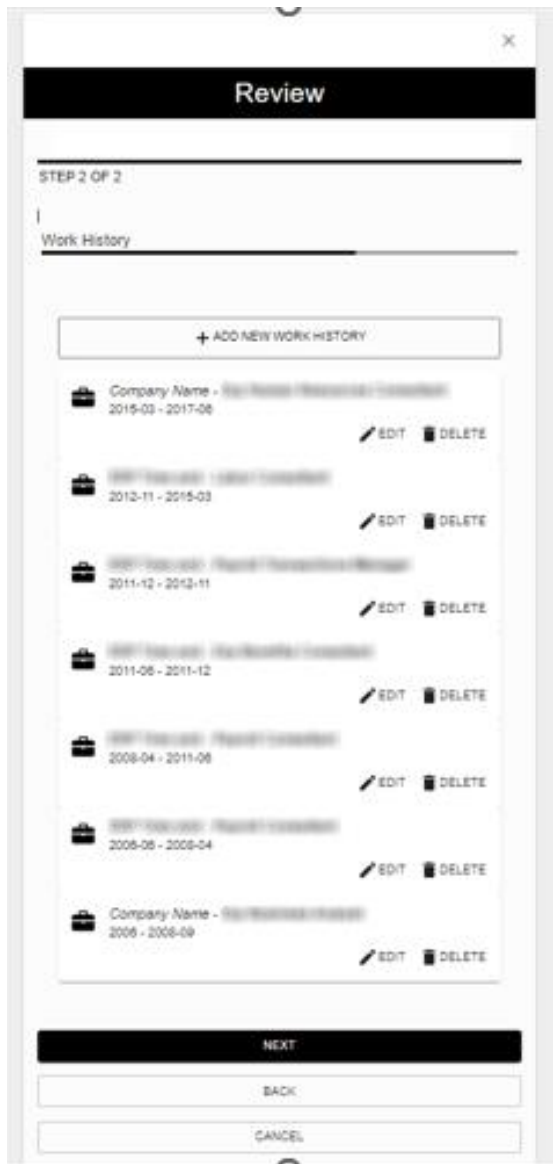 ×
Review
STEP 2 OF 2
Work History
+ ADD NEW WORK HISTORY
Company Name -
2015-03 - 2017-06
EDIT DELETE
2012-11 - 2015-03
EDIT DELETE
2011-12 - 2012-11
EDIT DELETE
2011-06 - 2011-12
EDIT DELETE
2008-04 - 2011-06
EDIT DELETE
2006-06 - 2008-04
EDIT DELETE
Company Name -
2006 - 2008-09
EDIT DELETE
NEXT
BACK
CANCEL